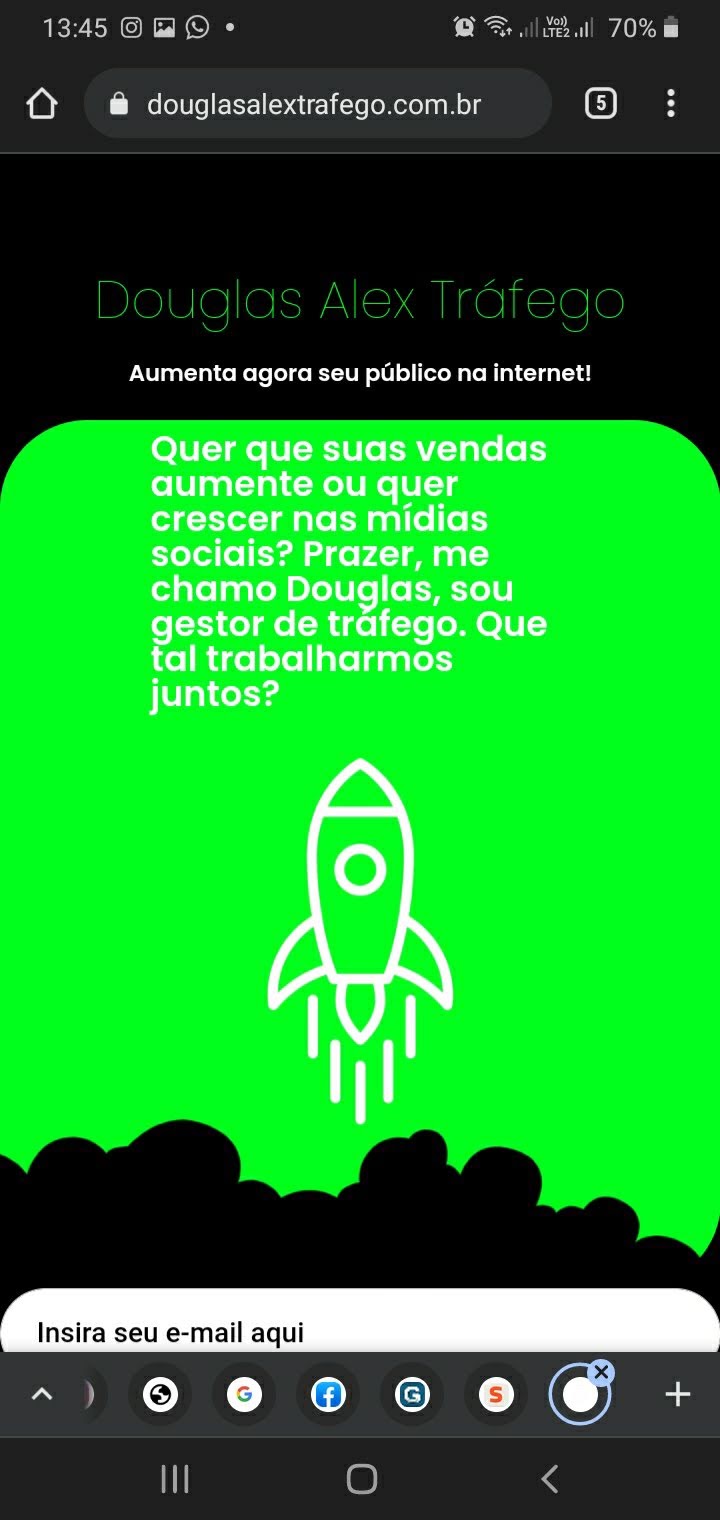 13:45
Vo))
LTE2
70%
douglasalextrafego.com.br
5
Douglas Alex Tráfego
Aumenta agora seu público na internet!
Quer que suas vendas
aumente ou quer
crescer nas mídias
sociais? Prazer, me
chamo Douglas, sou
gestor de tráfego. Que
tal trabalharmos
juntos?
Insira seu e-mail aqui